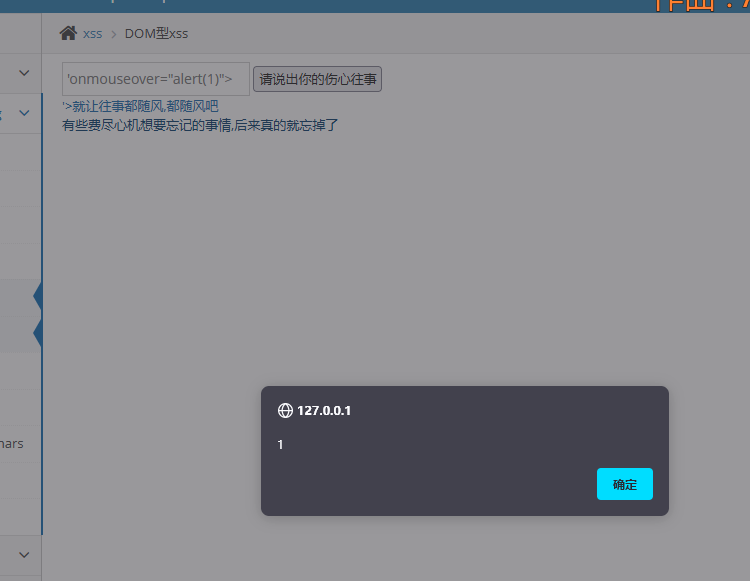 xss › DOM型xss
'onmouseover="alert(1)"> 请说出你的伤心往事
'>就让往事都随风,都随风吧
有些费尽心机想要忘记的事情,后来真的就忘掉了
127.0.0.1
1
确定